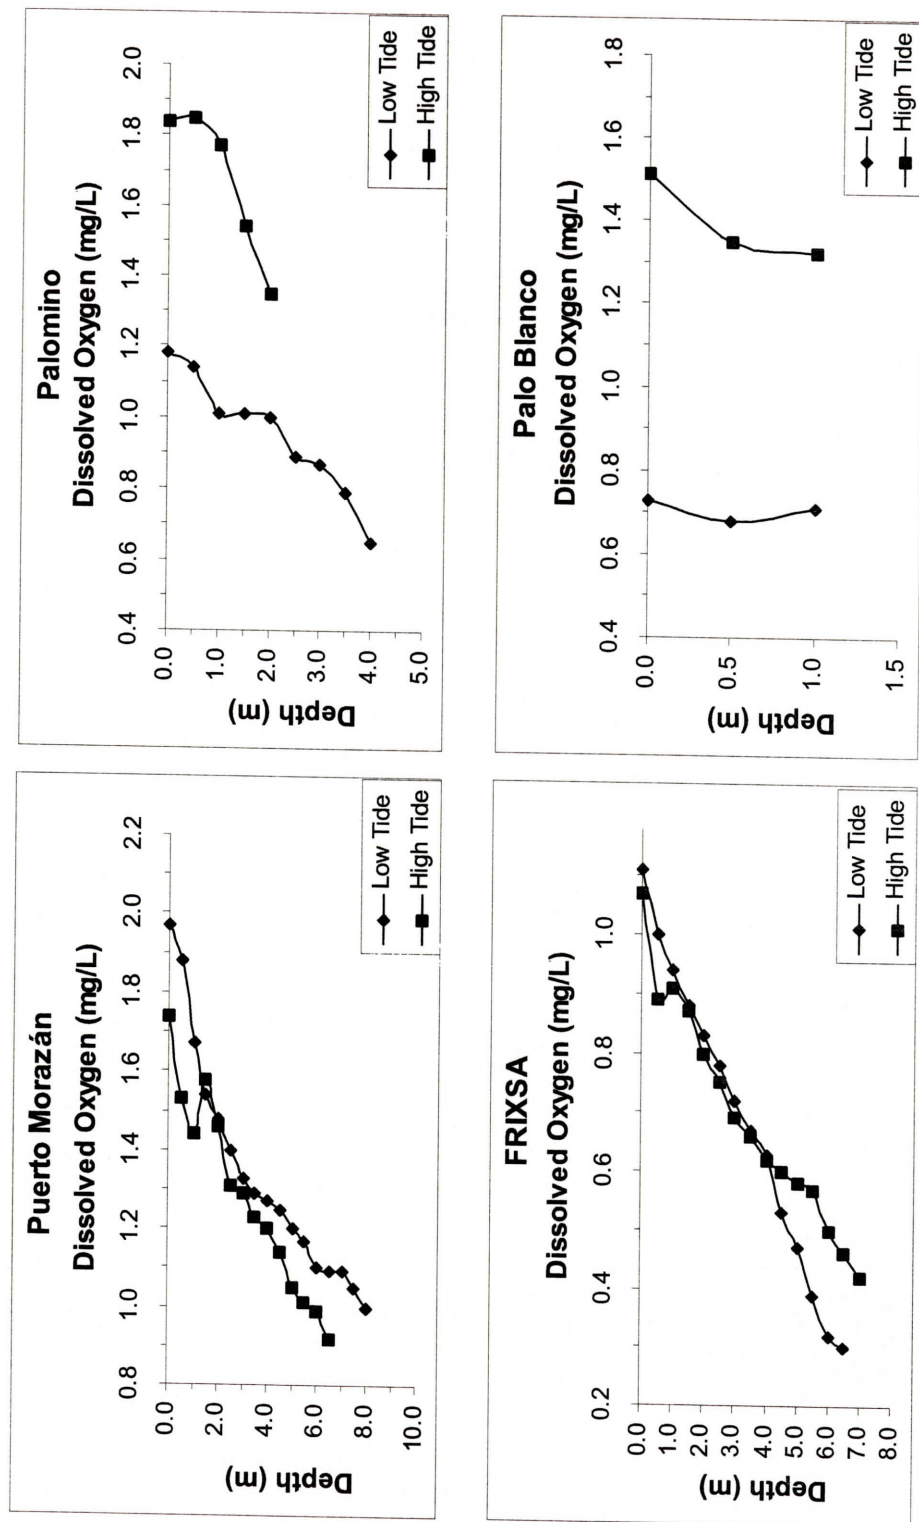 Puerto Morazán
Dissolved Oxygen (mg/L)
0.8 1.0 1.2 1.4 1.6 1.8 2.0 2.2
0.0
2.0
4.0
6.0
8.0
10.0
Depth (m)
Low Tide
High Tide
Palomino
Dissolved Oxygen (mg/L)
0.4 0.6 0.8 1.0 1.2 1.4 1.6 1.8 2.0
0.0
1.0
2.0
3.0
4.0
5.0
Depth (m)
Low Tide
High Tide
FRIXSA
Dissolved Oxygen (mg/L)
0.2 0.4 0.6 0.8 1.0
0.0
1.0
2.0
3.0
4.0
5.0
6.0
7.0
8.0
Depth (m)
Low Tide
High Tide
Palo Blanco
Dissolved Oxygen (mg/L)
0.4 0.6 0.8 1.0 1.2 1.4 1.6 1.8
0.0
0.5
1.0
1.5
Depth (m)
Low Tide
High Tide